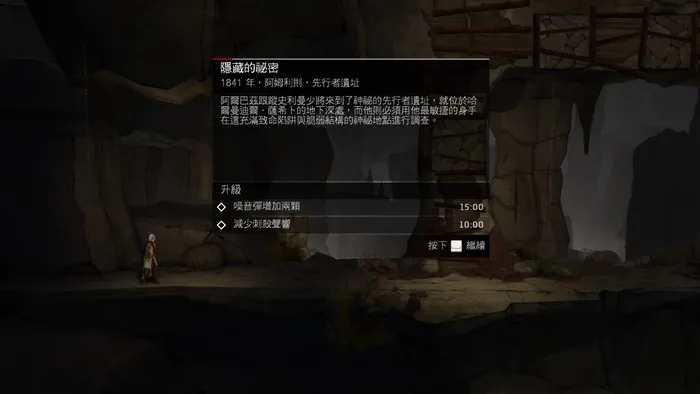 隱藏的祕密
1841 年，阿姆利則，先行者遺址
阿爾巴茲跟蹤史利曼少將來到了神祕的先行者遺址，就位於哈
爾曼迪爾·薩希卜的地下深處，而他則必須用他最敏捷的身手
在這充滿致命陷阱與脆弱結構的神祕地點進行調查。
升級
噪音彈增加兩顆 15:00
減少刺殺聲響 10:00
按下 繼續